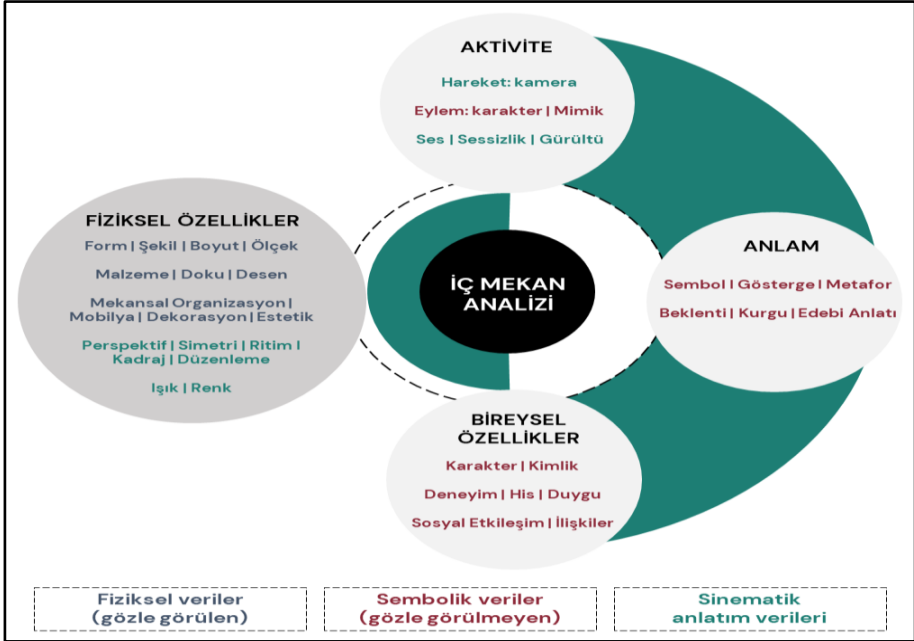 AKTİVİTE
Hareket: kamera
Eylem: karakter | Mimik
Ses | Sessizlik | Gürültü
FİZİKSEL ÖZELLİKLER
Form | Şekil | Boyut | Ölçek
Malzeme | Doku | Desen
Mekansal Organizasyon |
Mobilya | Dekorasyon | Estetik
Perspektif | Simetri | Ritim I
Kadraj | Düzenleme
Işık | Renk
İÇ MEKAN
ANALİZİ
ANLAM
Sembol I Gösterge I Metafor
Beklenti | Kurgu | Edebi Anlatı
BİREYSEL
ÖZELLİKLER
Karakter | Kimlik
Deneyim | His | Duygu
Sosyal Etkileşim | İlişkiler
Fiziksel veriler
(gözle görülen)
Sembolik veriler
(gözle görülmeyen)
Sinematik
anlatım verileri